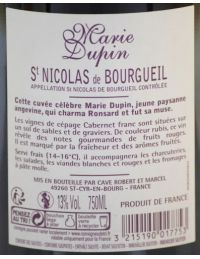 Marie
Dupin
St NICOLAS de BOURGUEIL
APPELLATION ST NICOLAS DE BOURGUEIL CONTRÔLÉE
Cette cuvée célèbre Marie Dupin, jeune paysanne
angevine, qui charma Ronsard et fut sa muse.
Les vignes de cépage Cabernet franc sont situées sur
un sol de sables et de graviers. De couleur rubis, ce vin
révèle des notes gourmandes de fruits rouges.
Il est marqué par la fraîcheur et des arômes fruités.
Servi frais (14-16°C), il accompagnera les charcuteries,
les salades, les viandes blanches et rouges et les fromages
MIS EN BOUTEILLE PAR CAVE ROBERT ET MARCEL
49260 ST-CYR-EN-BOURG - FRANCE
PENSEZ
AU TRI !
13% Vol.
750ML
PRODUIT DE FRANCE
3 215190 017753